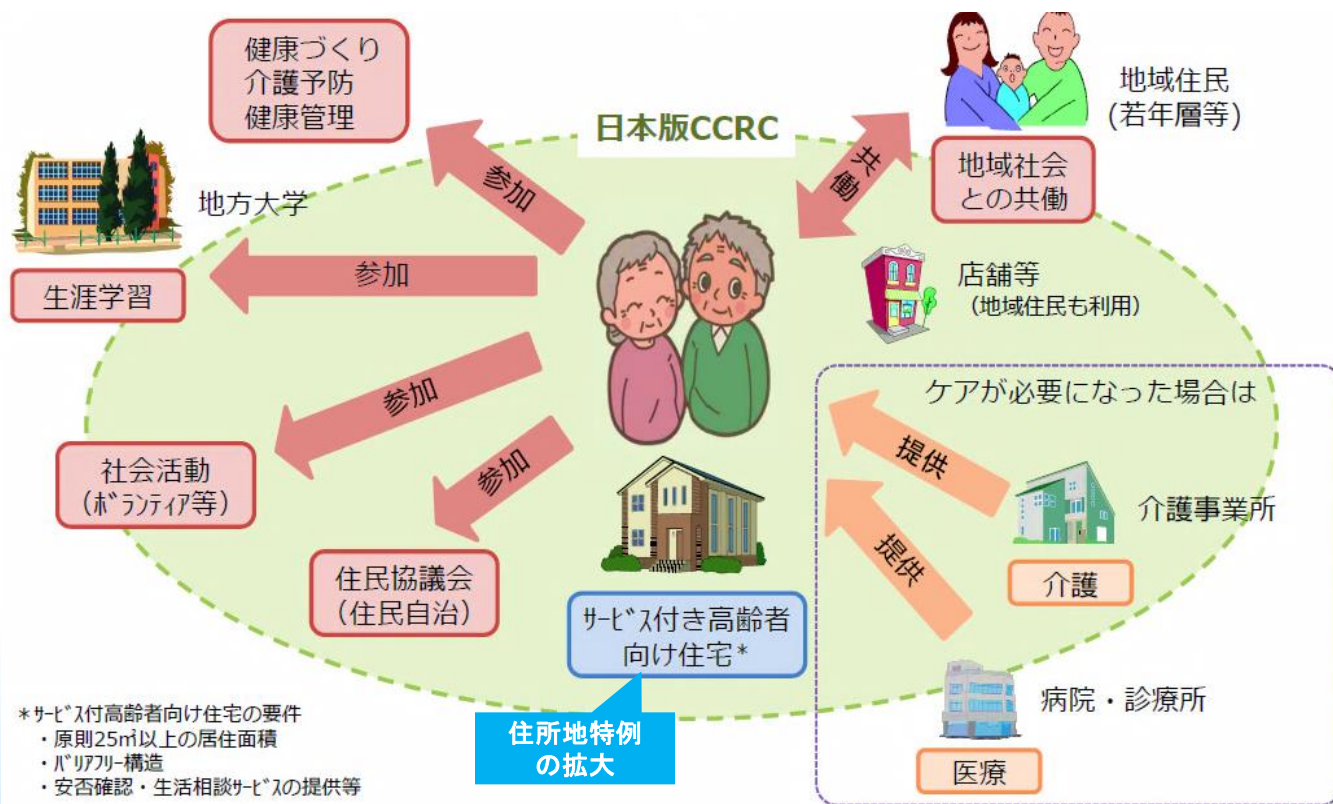 健康づくり
介護予防
健康管理
日本版CCRC
地域住民
(若年層等)
地域社会
との共働
共働
参加
地方大学
生涯学習
参加
店舗等
（地域住民も利用）
参加
社会活動
（ﾎﾞﾗﾝﾃｨｱ等）
参加
住民協議会
（住民自治）
ｻｰﾋﾞｽ付き高齢者
向け住宅*
住所地特例
の拡大
ケアが必要になった場合は
提供
介護事業所
介護
提供
病院・診療所
医療
*ｻｰﾋﾞｽ付高齢者向け住宅の要件
・原則25㎡以上の居住面積
・ﾊﾞﾘｱﾌﾘｰ構造
・安否確認・生活相談ｻｰﾋﾞｽの提供等